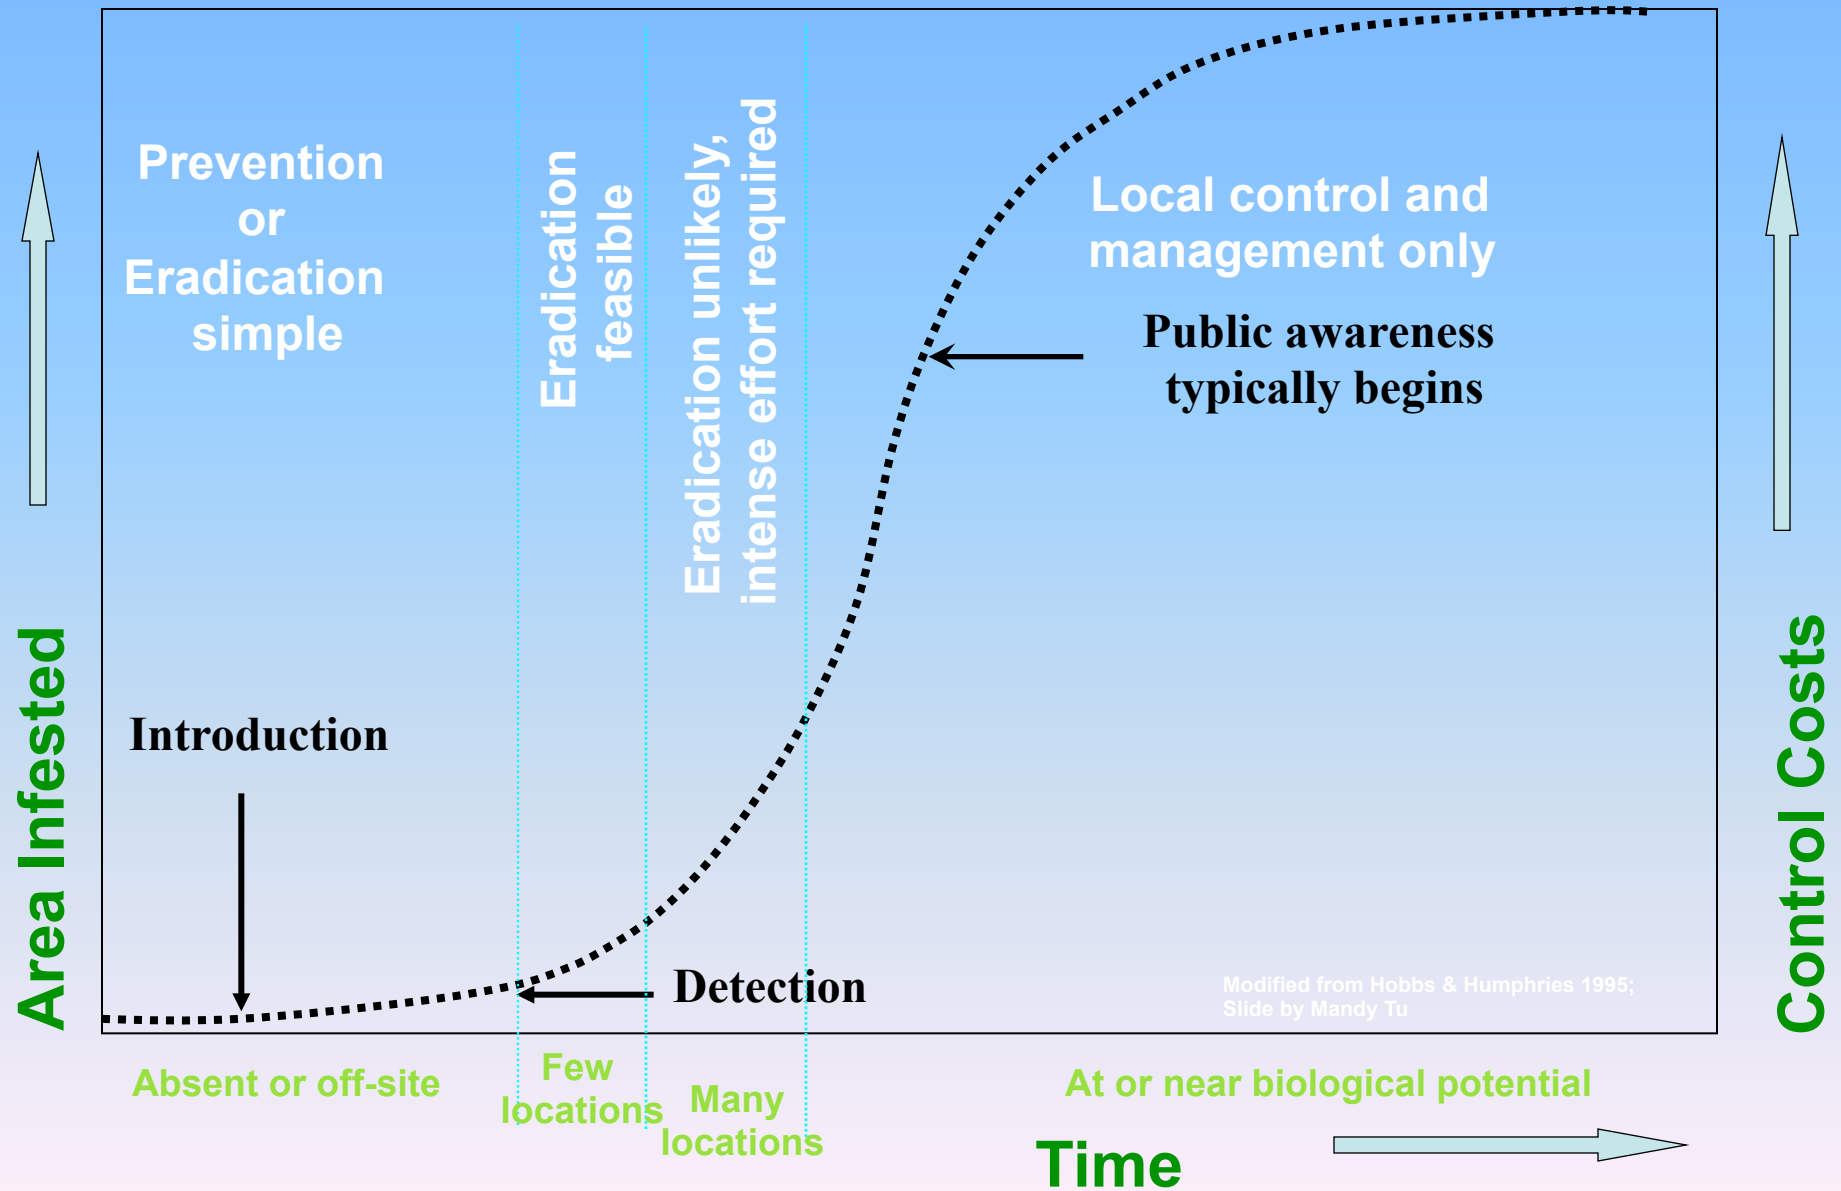 Prevention
or
Eradication
simple
Eradication
feasible
Eradication unlikely,
intense effort required
Local control and
management only
Public awareness
typically begins
Introduction
Detection
Modified from Hobbs & Humphries 1995;
Slide by Mandy Tu
Area Infested
Control Costs
Absent or off-site
Few
locations
Many
locations
At or near biological potential
Time